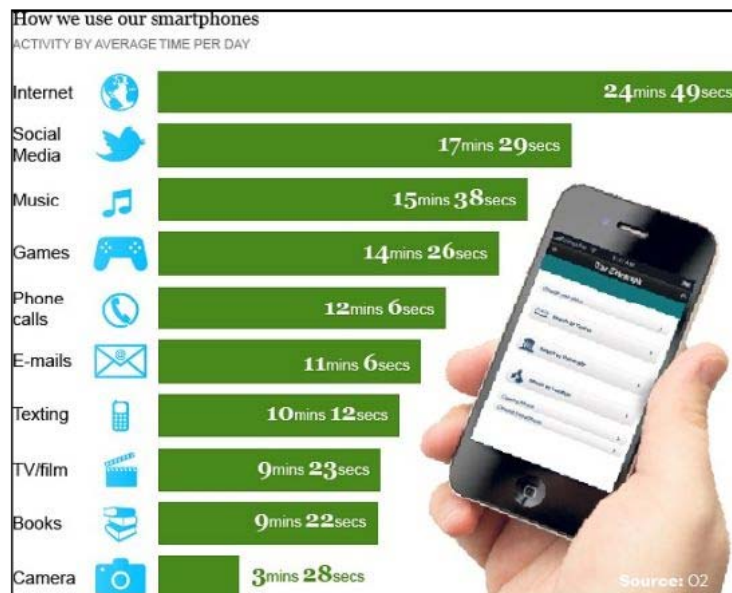 How we use our smartphones
ACTIVITY BY AVERAGE TIME PER DAY
Internet 24mins 49secs
Social
Media 17mins 29secs
Music 15mins 38secs
Games 14mins 26secs
Phone
calls 12mins 6secs
E-mails @ 11mins 6secs
Texting 10mins 12secs
TV/film 9mins 23secs
Books 9mins 22secs
Camera 3mins 28secs
Source: O2